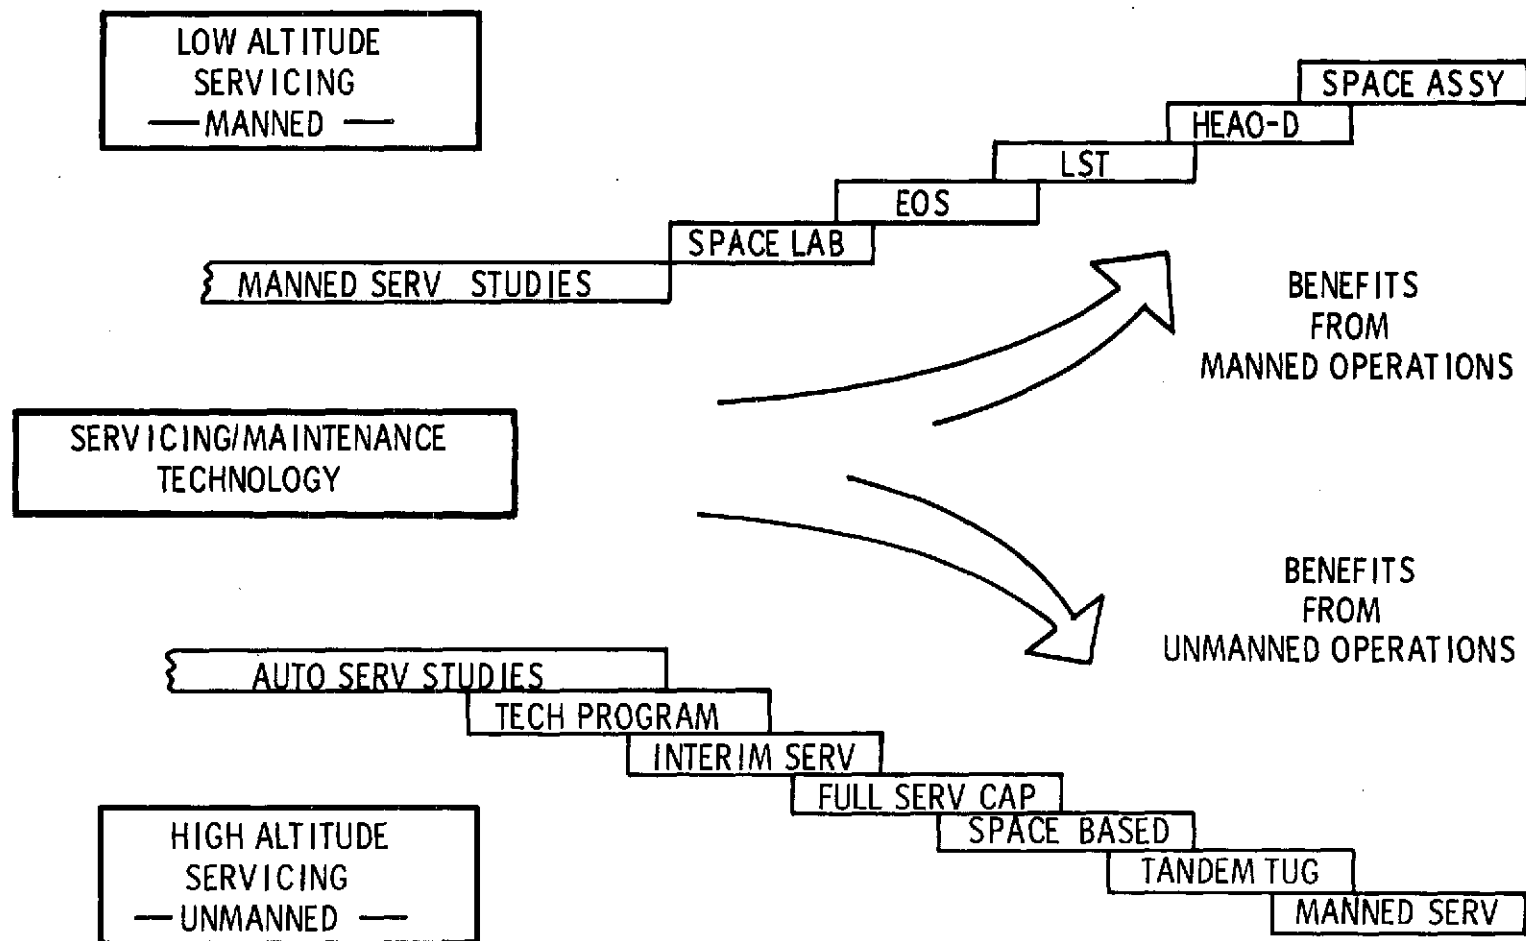 LOW ALTITUDE
SERVICING
— MANNED —
SPACE ASSY
HEAO-D
LST
EOS
SPACE LAB
MANNED SERV STUDIES
BENEFITS
FROM
MANNED OPERATIONS
SERVICING/MAINTENANCE
TECHNOLOGY
BENEFITS
FROM
UNMANNED OPERATIONS
AUTO SERV STUDIES
TECH PROGRAM
INTERIM SERV
FULL SERV CAP
SPACE BASED
TANDEM TUG
MANNED SERV
HIGH ALTITUDE
SERVICING
— UNMANNED —